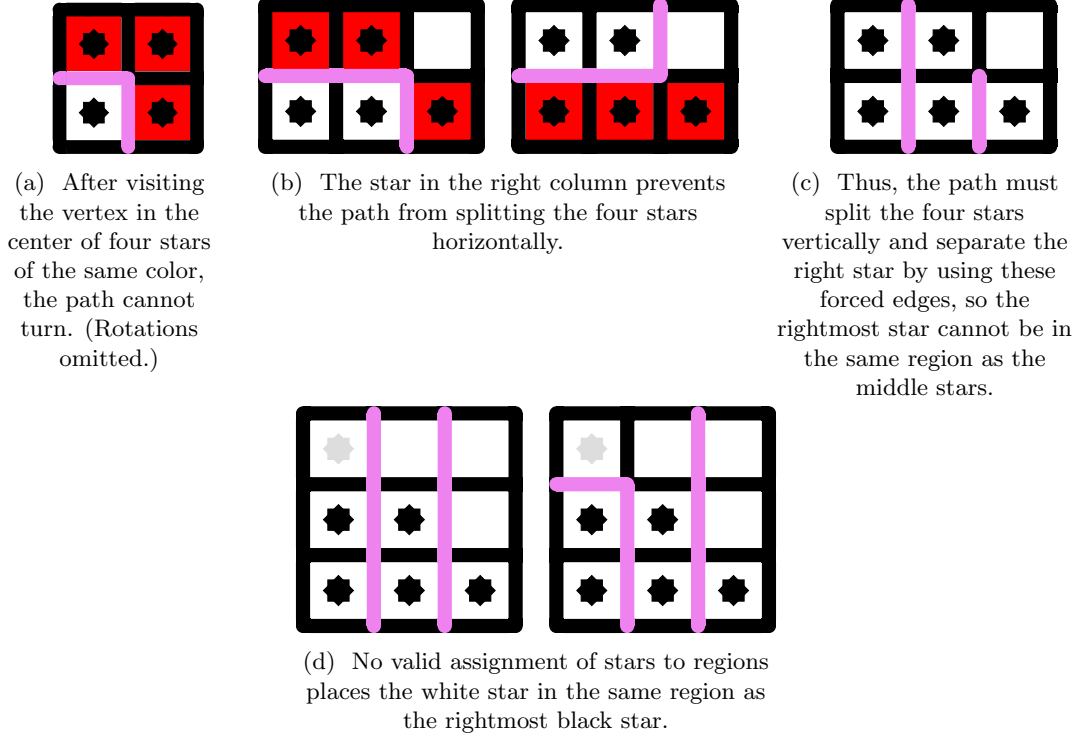 (a) After visiting
the vertex in the
center of four stars
of the same color,
the path cannot
turn. (Rotations
omitted.)
(b) The star in the right column prevents
the path from splitting the four stars
horizontally.
(c) Thus, the path must
split the four stars
vertically and separate the
right star by using these
forced edges, so the
rightmost star cannot be in
the same region as the
middle stars.
(d) No valid assignment of stars to regions
places the white star in the same region as
the rightmost black star.